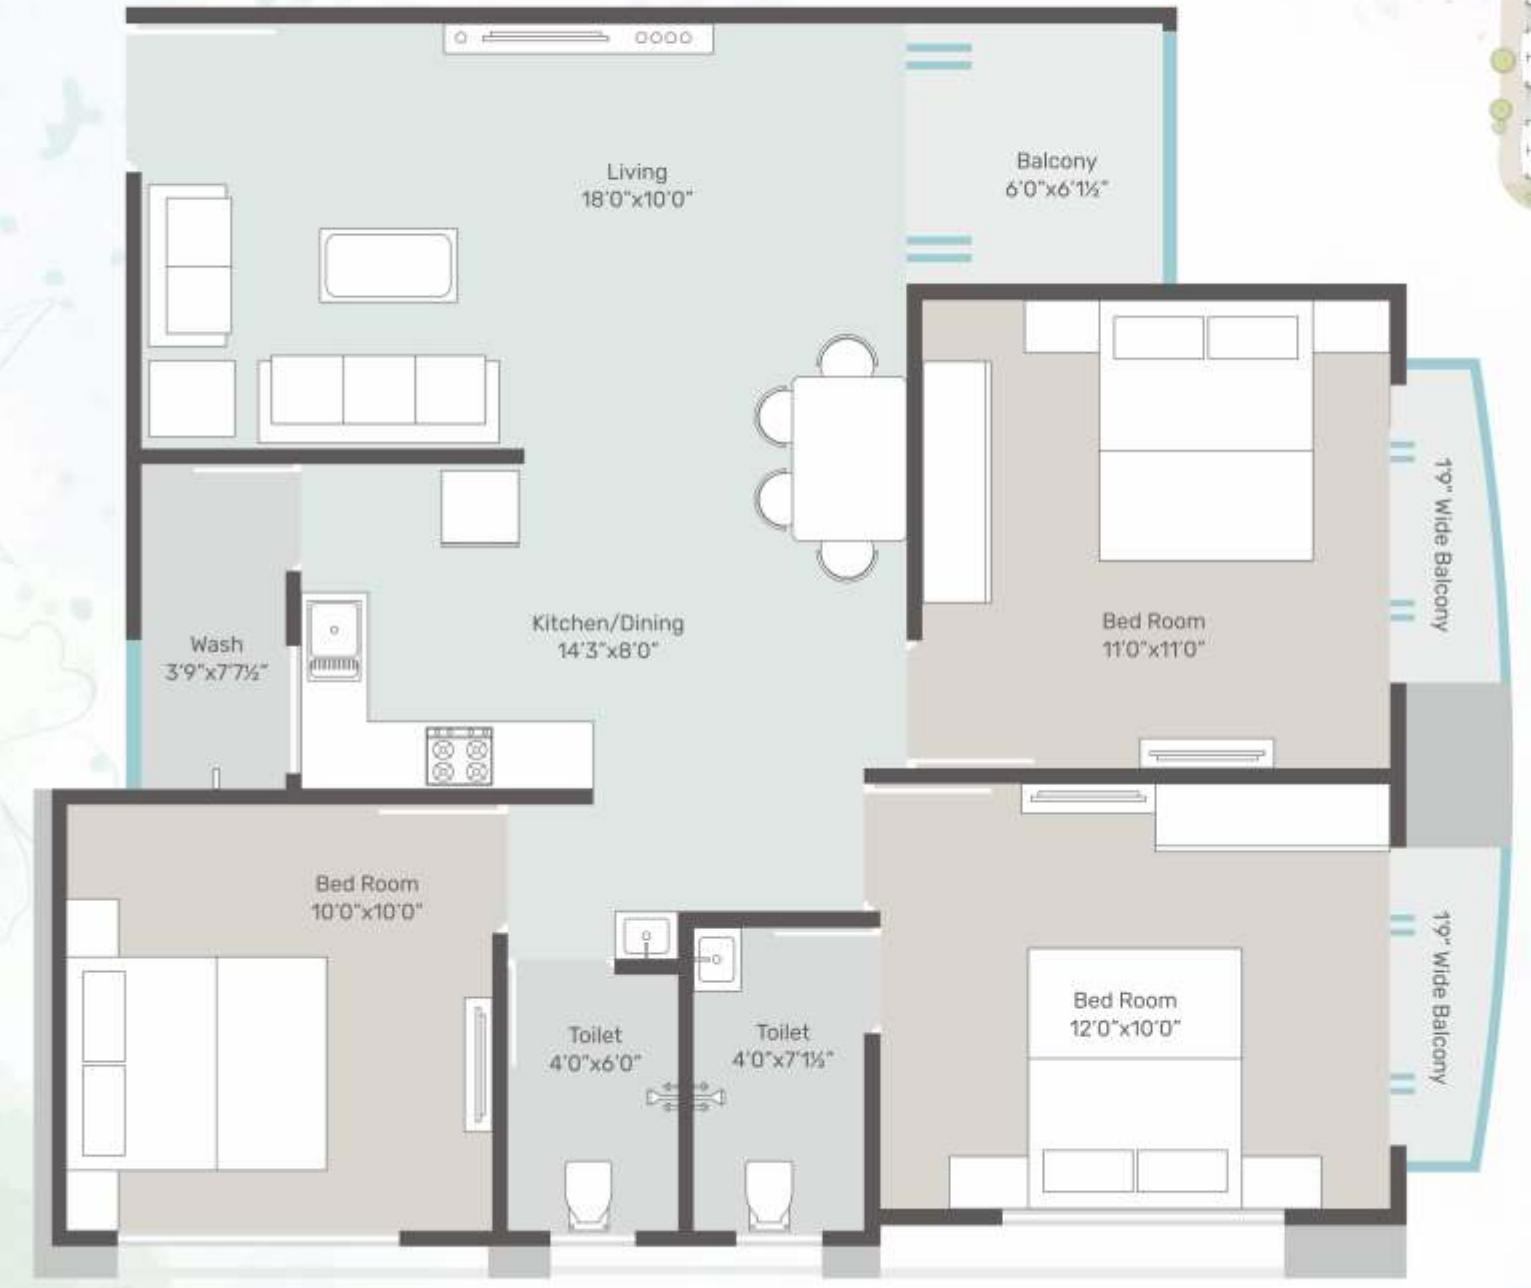 Living
18'0"x10'0"
Balcony
6'0"x6'1½"
1'9" Wide Balcony
Bed Room
11'0"x11'0"
Kitchen/Dining
14'3"x8'0"
Wash
3'9"x7'7½"
Bed Room
10'0"x10'0"
Toilet
4'0"x6'0"
Toilet
4'0"x7'1½"
Bed Room
12'0"x10'0"
1'9" Wide Balcony